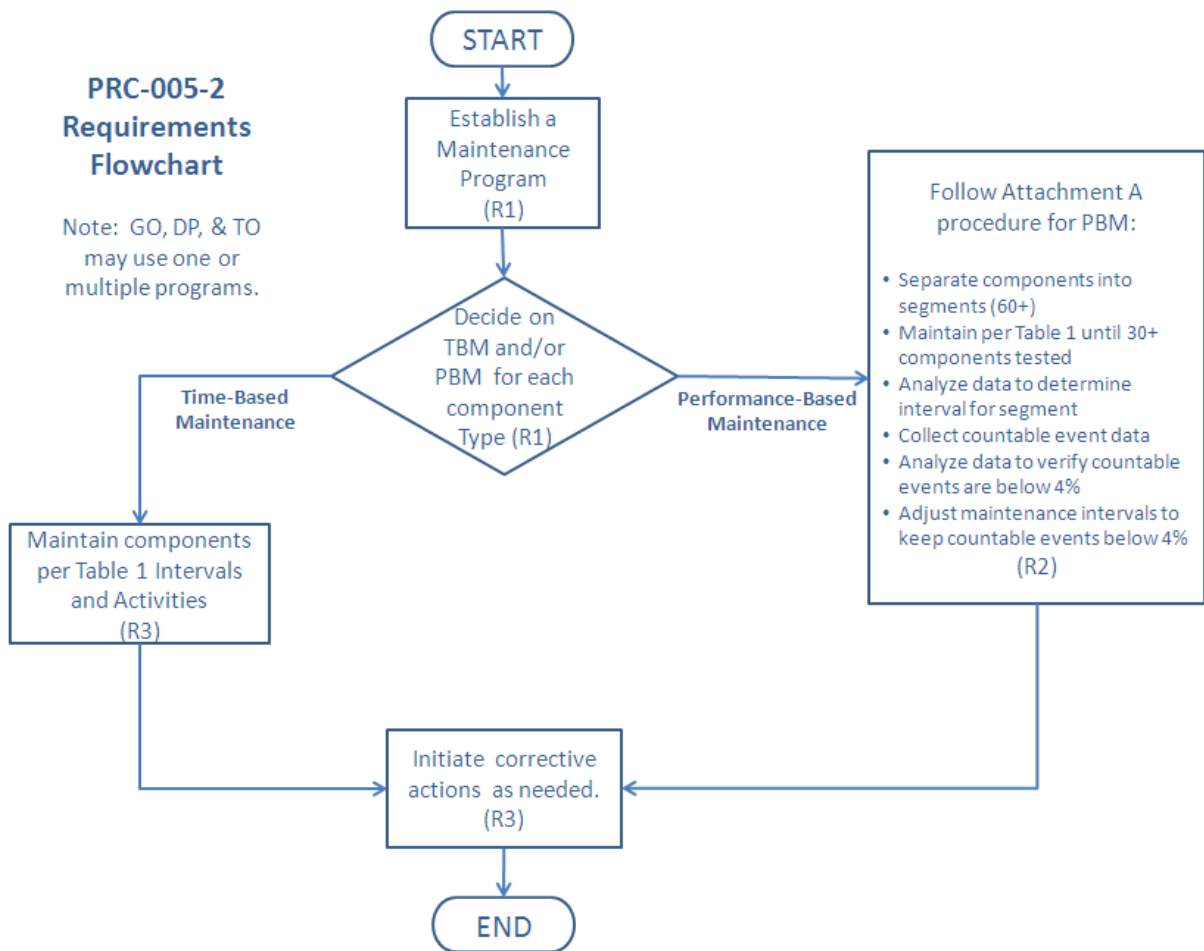 START
PRC-005-2
Requirements
Flowchart
Note: GO, DP, & TO
may use one or
multiple programs.
Establish a
Maintenance
Program
(R1)
Decide on
TBM and/or
PBM for each
component
Type (R1)
Time-Based
Maintenance
Performance-Based
Maintenance
Follow Attachment A
procedure for PBM:
• Separate components into
segments (60+)
• Maintain per Table 1 until 30+
components tested
• Analyze data to determine
interval for segment
• Collect countable event data
• Analyze data to verify countable
events are below 4%
• Adjust maintenance intervals to
keep countable events below 4%
(R2)
Maintain components
per Table 1 Intervals
and Activities
(R3)
Initiate corrective
actions as needed.
(R3)
END